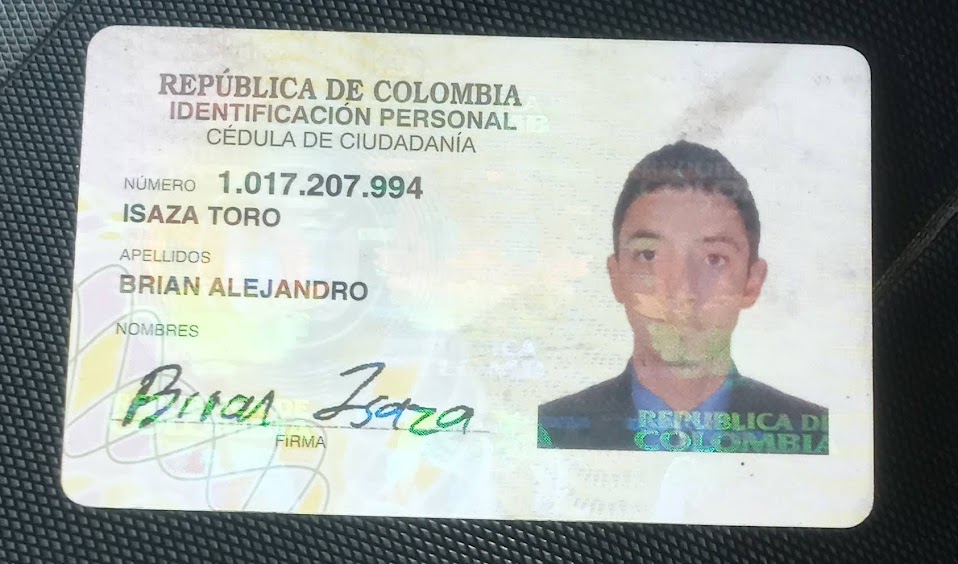 REPÚBLICA DE COLOMBIA
IDENTIFICACIÓN PERSONAL
CÉDULA DE CIUDADANÍA
NÚMERO 1.017.207.994
ISAZA TORO
APELLIDOS
BRIAN ALEJANDRO
NOMBRES
Brian Isaza
FIRMA
REPUBLICA DE
COLOMBIA